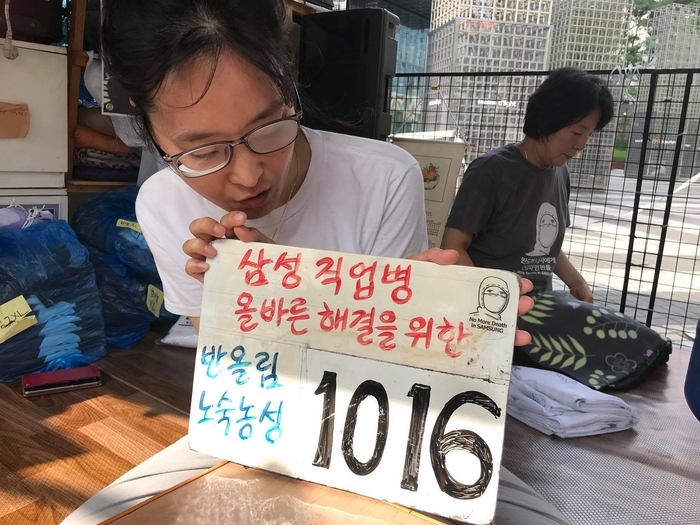 삼성 직업병
올바른 해결을 위한
반올림
노숙농성
1016
No More Death
in SAMSUNG